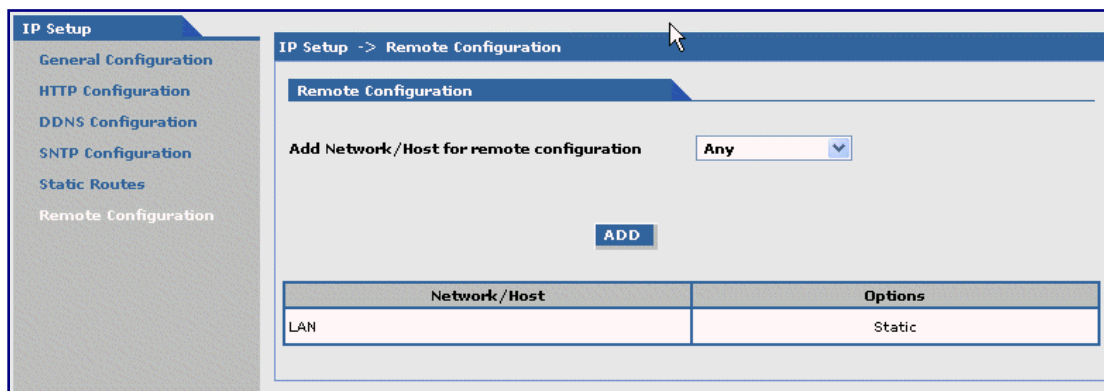 IP Setup
General Configuration
HTTP Configuration
DDNS Configuration
SNTP Configuration
Static Routes
Remote Configuration
IP Setup -> Remote Configuration
Remote Configuration
Add Network/Host for remote configuration Any
ADD
Network/Host Options
LAN Static